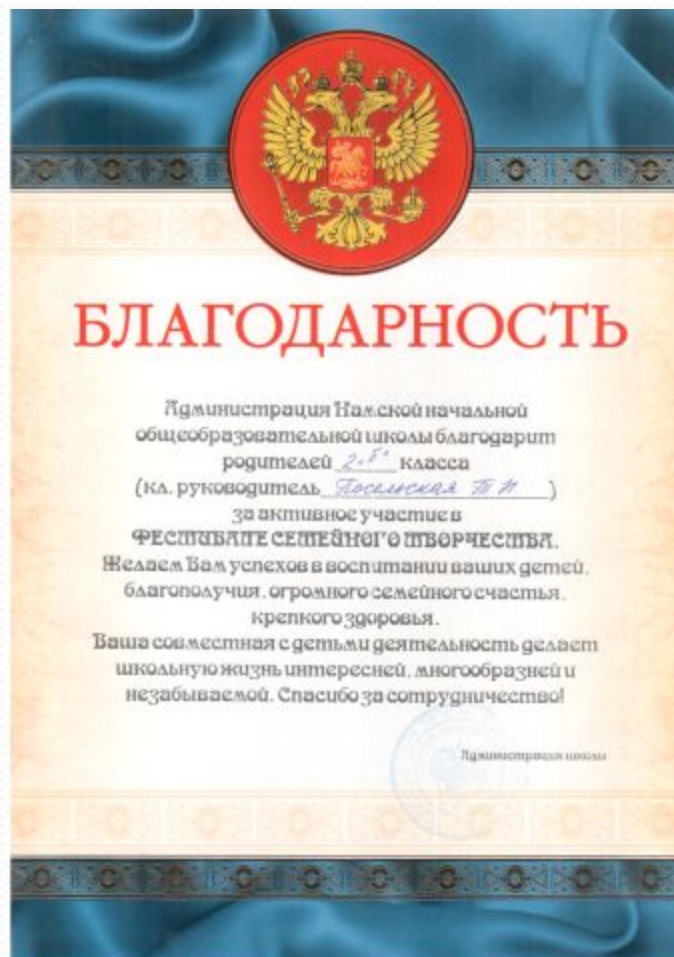 БЛАГОДАРНОСТЬ
Администрация Намской начальной
общеобразовательной школы благодарит
родителей 2 "б" класса
(кл. руководитель Посельская Т И )
за активное участие в
ФЕСТИВАЛЕ СЕМЕЙНОГО ТВОРЧЕСТВА.
Желаем Вам успехов в воспитании ваших детей,
благополучия, огромного семейного счастья,
крепкого здоровья.
Ваша совместная с детьми деятельность делает
школьную жизнь интересней, многообразней и
незабываемой. Спасибо за сотрудничество!
Администрация школы